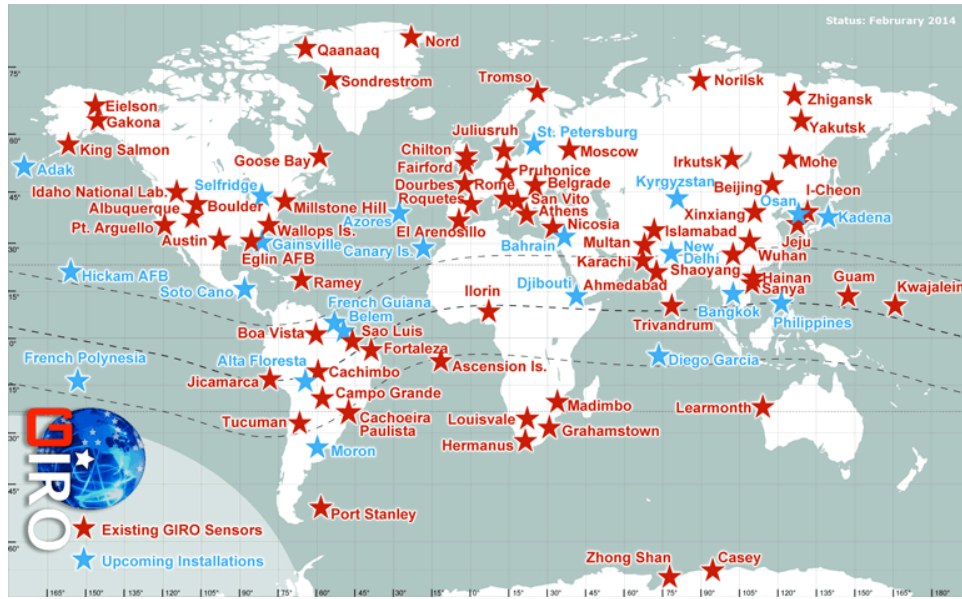 Status: Februrary 2014
Nord
Qaanaaq
Sondrestrom
Tromso
Norilsk
75°
Zhigansk
Eielson
Gakona
Yakutsk
60°
Juliusruh
St. Petersburg
King Salmon
Goose Bay
Chilton
Moscow
Irkutsk
Mohe
Adak
Fairford
Pruhonice
Idaho National Lab.
Selfridge
Dourbes
Rome
Belgrade
Kyrgyzstan
Beijing
I-Cheon
45°
Roquetes
San Vito
Osan
Albuquerque
Boulder
Millstone Hill
Azores
Athens
Xinxiang
Kadena
Pt. Arguello
Wallops Is.
El Arenosillo
Nicosia
Islamabad
Austin
Gainsville
Canary Is.
Bahrain
Multan
New
Delhi
Wuhan
Jeju
30°
Eglin AFB
Karachi
Shaoyang
Hickam AFB
Ramey
Djibouti
Ahmedabad
Hainan
Guam
Sanya
Kwajalein
15°
Soto Cano
Ilorin
French Guiana
Belem
Trivandrum
Bangkok
Philippines
0°
Boa Vista
Sao Luis
French Polynesia
Alta Floresta
Fortaleza
Ascension Is.
Diego Garcia
15°
Jicamarca
Cachimbo
Campo Grande
Madimbo
Learmonth
Tucuman
Cachoeira
Paulista
Louisvale
Grahamstown
30°
Hermanus
Moron
GIRO
45°
Port Stanley
Existing GIRO Sensors
60°
Upcoming Installations
Zhong Shan
Casey
165° 150° 135° 120° 105° 90° 75° 60° 45° 30° 15° 0° 15° 30° 45° 60° 75° 90° 105° 120° 135° 150° 165° 180°